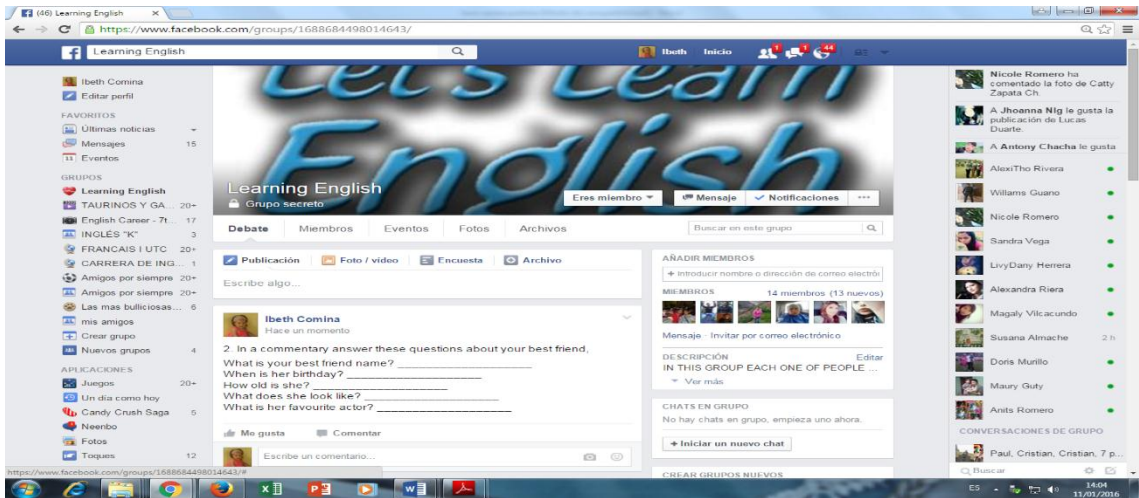 (46) Learning English
https://www.facebook.com/groups/1688684498014643/
Learning English
Ibeth Inicio 1 1 44
Ibeth Comina
Editar perfil
FAVORITOS
Últimas noticias
Mensajes 15
Eventos
GRUPOS
Learning English
TAURINOS Y GA... 20+
English Career - 7t... 17
INGLÉS "K" 3
FRANCAIS I UTC 20+
CARRERA DE ING... 1
Amigos por siempre 20+
Amigos por siempre 20+
Las mas bulliciosas... 6
mis amigos
Crear grupo
Nuevos grupos 4
APLICACIONES
Juegos 20+
Un día como hoy
Candy Crush Saga 5
Neenbo
Fotos
Toques 12
https://www.facebook.com/groups/1688684498014643/#
Let's Learn
English
Learning English
Grupo secreto
Eres miembro Mensaje Notificaciones
Debate Miembros Eventos Fotos Archivos
Buscar en este grupo
Publicación Foto / vídeo Encuesta Archivo
Escribe algo...
Ibeth Comina
Hace un momento
2. In a commentary answer these questions about your best friend,
What is your best friend name? ____________________
When is her birthday? ____________________
How old is she? ____________________
What does she look like? ____________________
What is her favourite actor? ____________________
Me gusta Comentar
Escribe un comentario...
AÑADIR MIEMBROS
+ Introducir nombre o dirección de correo electró
MIEMBROS 14 miembros (13 nuevos)
Mensaje · Invitar por correo electrónico
DESCRIPCIÓN Editar
IN THIS GROUP EACH ONE OF PEOPLE ...
Ver más
CHATS EN GRUPO
No hay chats en grupo, empieza uno ahora.
+ Iniciar un nuevo chat
CREAR GRUPOS NUEVOS
Nicole Romero ha
comentado la foto de Catty
Zapata Ch.
A Jhoanna Nlg le gusta la
publicación de Lucas
Duarte.
A Antony Chacha le gusta
AlexiTho Rivera
Willams Guano
Nicole Romero
Sandra Vega
LivyDany Herrera
Alexandra Riera
Magaly Vilcacundo
Susana Almache 2 h
Doris Murillo
Maury Guty
Anits Romero
CONVERSACIONES DE GRUPO
Paul, Cristian, Cristian, 7 p...
Buscar
ES 14:04
11/01/2016